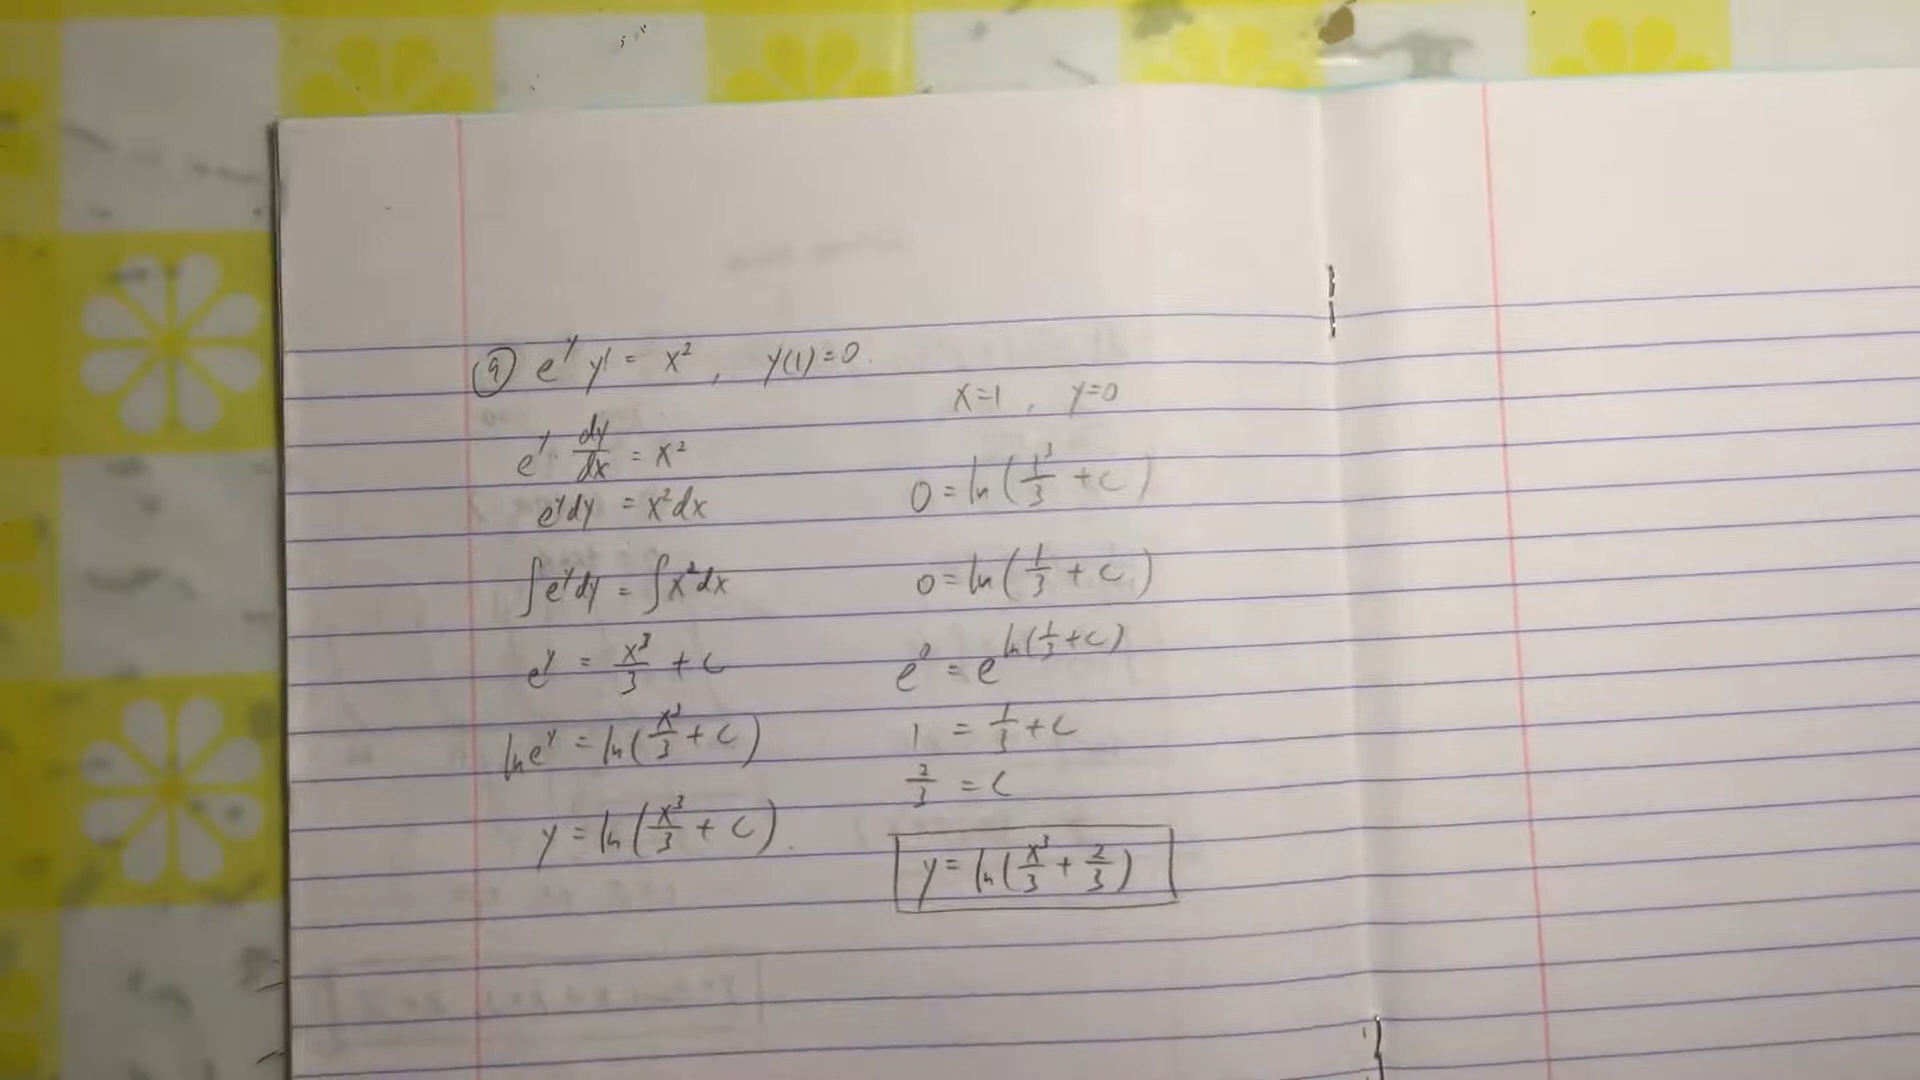 ⑨ e^y y' = x², y(1)=0.
e^y · dy/dx = x²
e^y dy = x² dx
∫e^y dy = ∫x² dx
e^y = x³/3 + C
ln e^y = ln(x³/3 + C)
y = ln(x³/3 + C).
x=1, y=0
0 = ln(1³/3 + C)
0 = ln(1/3 + C)
e^0 = e^ln(1/3 + C)
1 = 1/3 + C
2/3 = C
y = ln(x³/3 + 2/3)